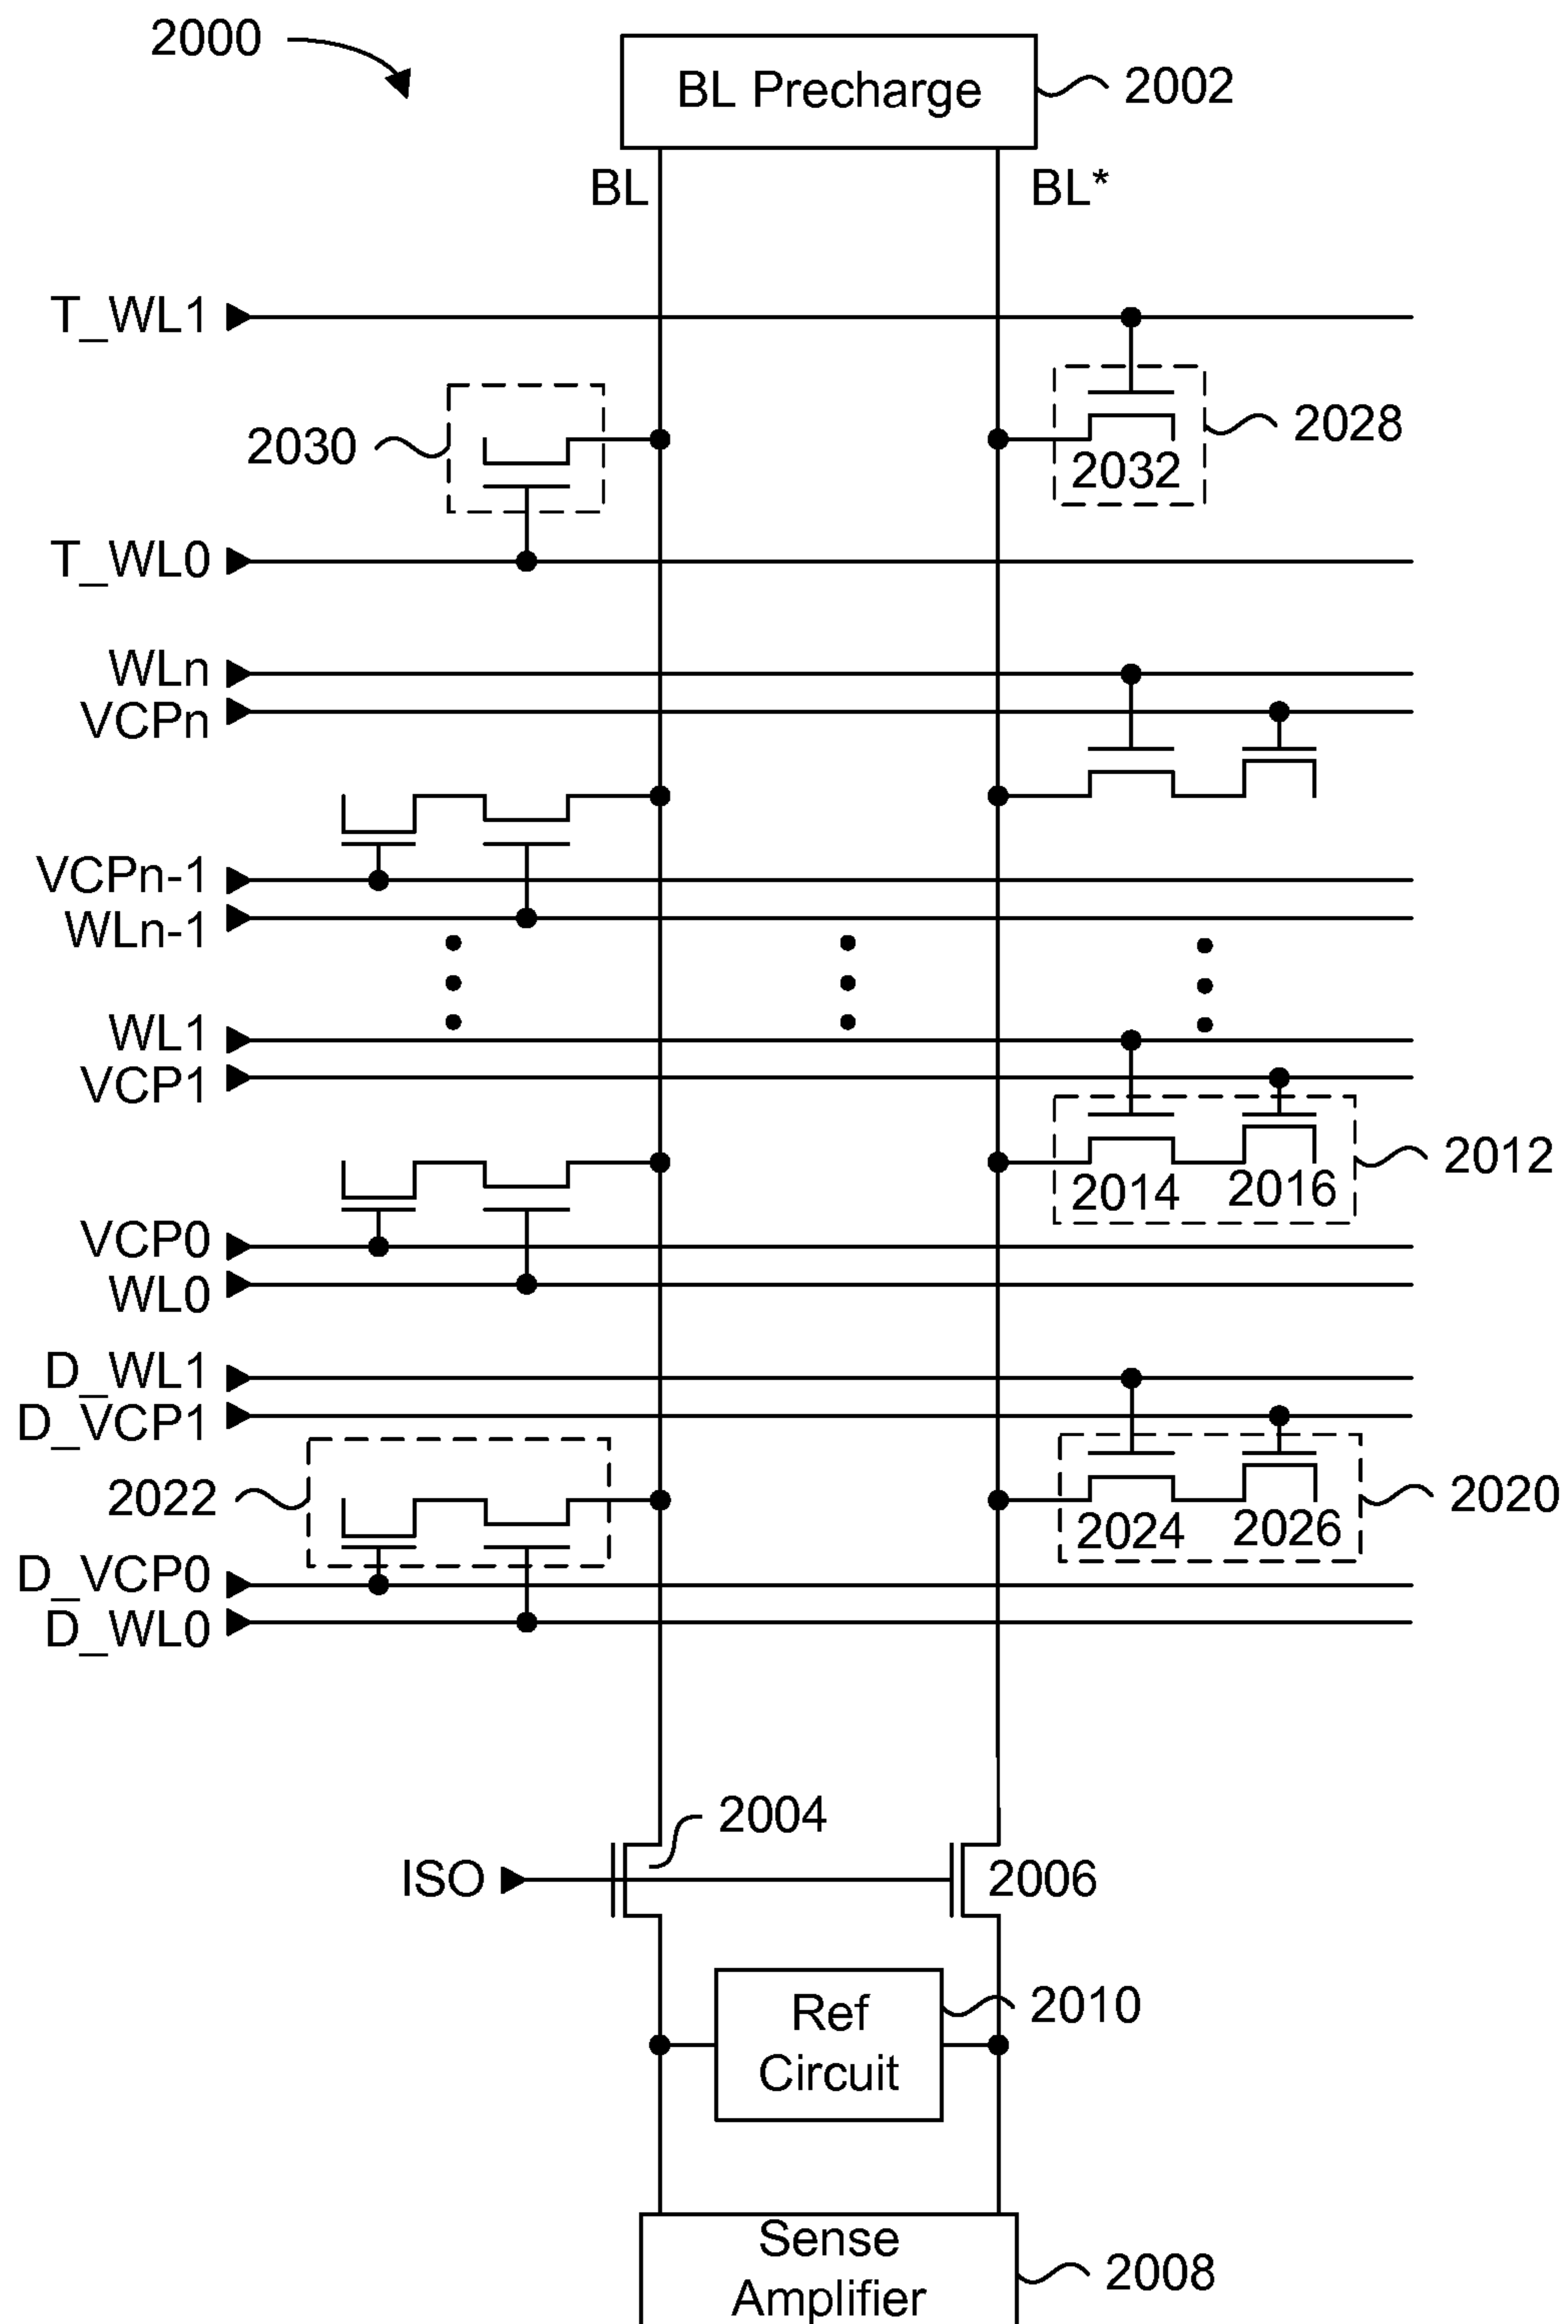 2000
BL Precharge
2002
BL
BL*
T_WL1
2030
2028
2032
T_WL0
WLn
VCPn
VCPn-1
WLn-1
WL1
VCP1
2012
2014
2016
VCP0
WL0
D_WL1
D_VCP1
2022
2020
2024
2026
D_VCP0
D_WL0
2004
ISO
2006
Ref
Circuit
2010
Sense
Amplifier
2008